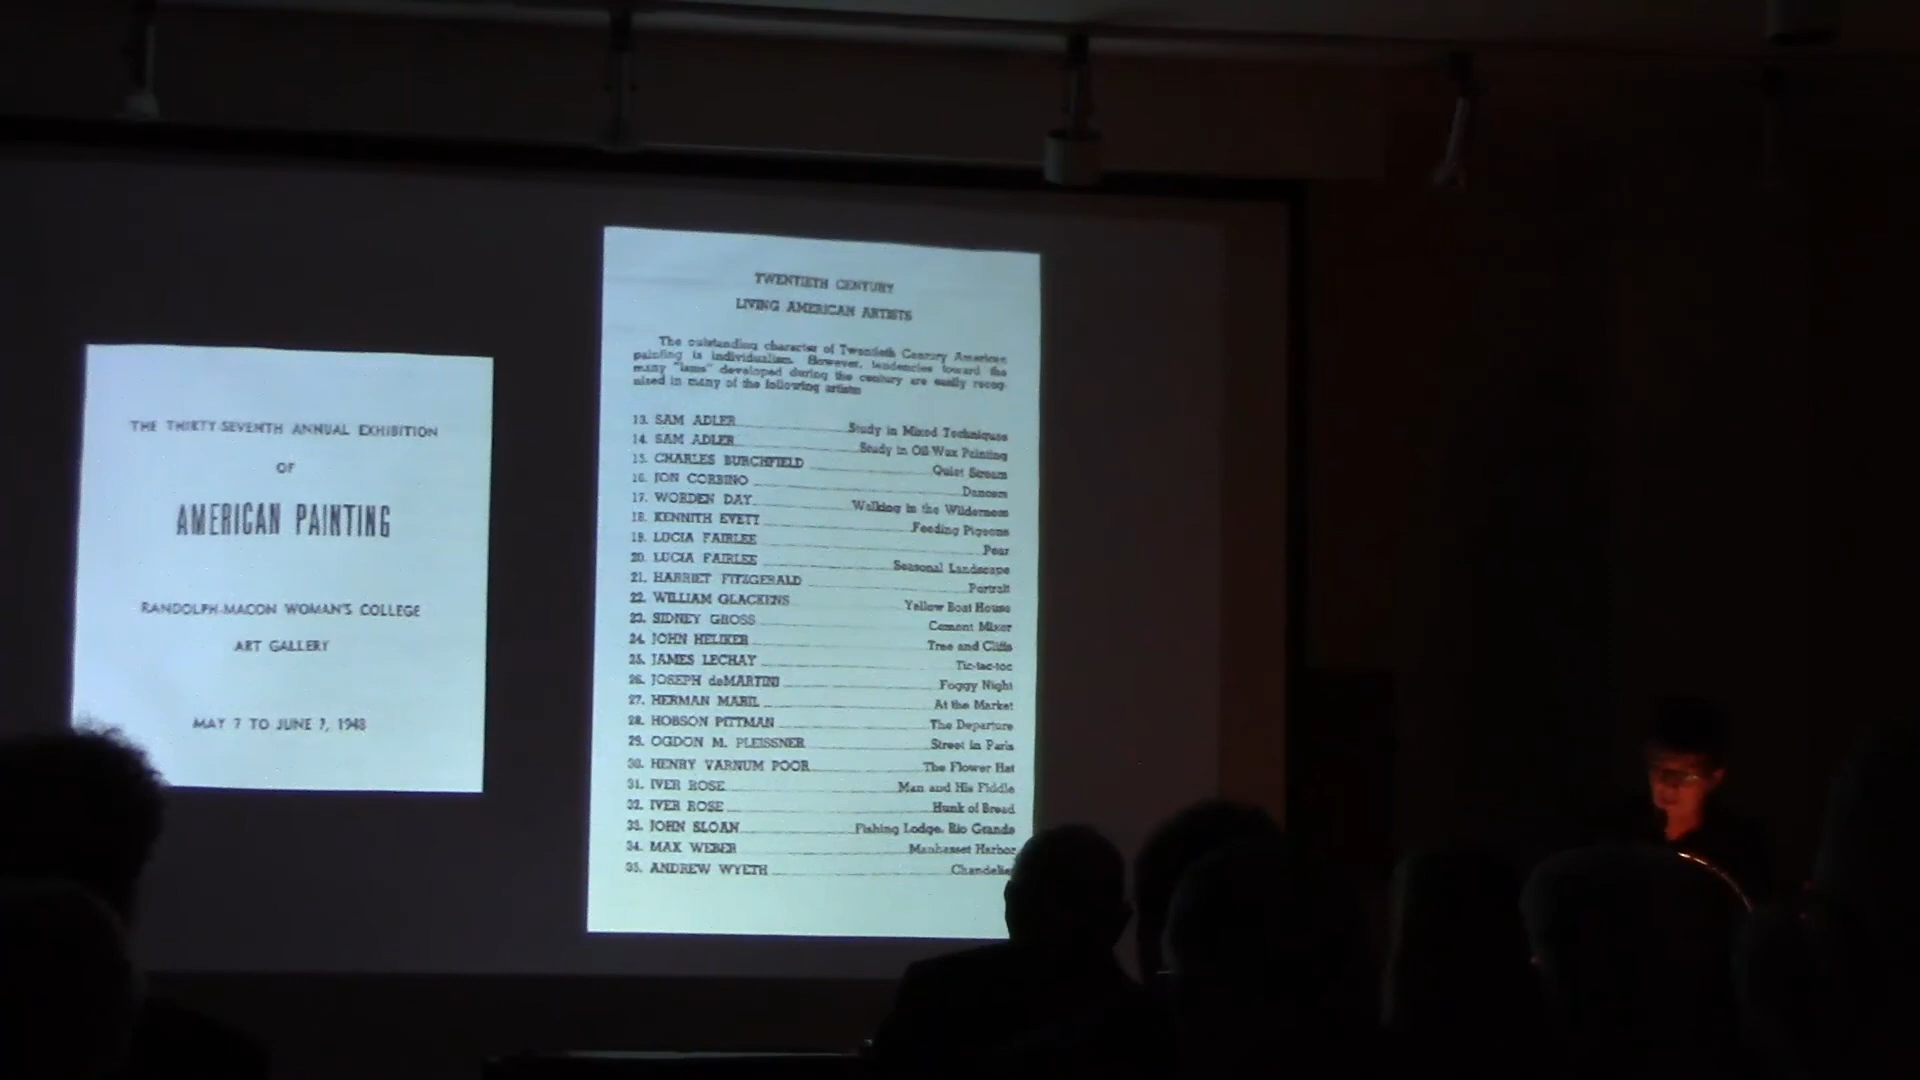 THE THIRTY-SEVENTH ANNUAL EXHIBITION
OF
AMERICAN PAINTING
RANDOLPH-MACON WOMAN'S COLLEGE
ART GALLERY
MAY 7 TO JUNE 7, 1948
TWENTIETH CENTURY
LIVING AMERICAN ARTISTS
The outstanding character of Twentieth Century American
painting is individualism. However, tendencies toward the
many "isms" developed during the century are easily recog-
nized in many of the following artists
13. SAM ADLER Study in Mixed Techniques
14. SAM ADLER Study in Oil Wax Painting
15. CHARLES BURCHFIELD Quiet Stream
16. JON CORBINO Dancers
17. WORDEN DAY Walking in the Wilderness
18. KENNITH EVETT Feeding Pigeons
19. LUCIA FAIRLEE Pear
20. LUCIA FAIRLEE Seasonal Landscape
21. HARRIET FITZGERALD Portrait
22. WILLIAM GLACKENS Yellow Boat House
23. SIDNEY GROSS Cement Mixer
24. JOHN HELIKER Tree and Cliffs
25. JAMES LECHAY Tic-tac-toc
26. JOSEPH deMARTINI Foggy Night
27. HERMAN MARIL At the Market
28. HOBSON PITTMAN The Departure
29. OGDON M. PLEISSNER Street in Paris
30. HENRY VARNUM POOR The Flower Hat
31. IVER ROSE Man and His Fiddle
32. IVER ROSE Hunk of Bread
33. JOHN SLOAN Fishing Lodge, Rio Grande
34. MAX WEBER Manhasset Harbor
35. ANDREW WYETH Chandelie